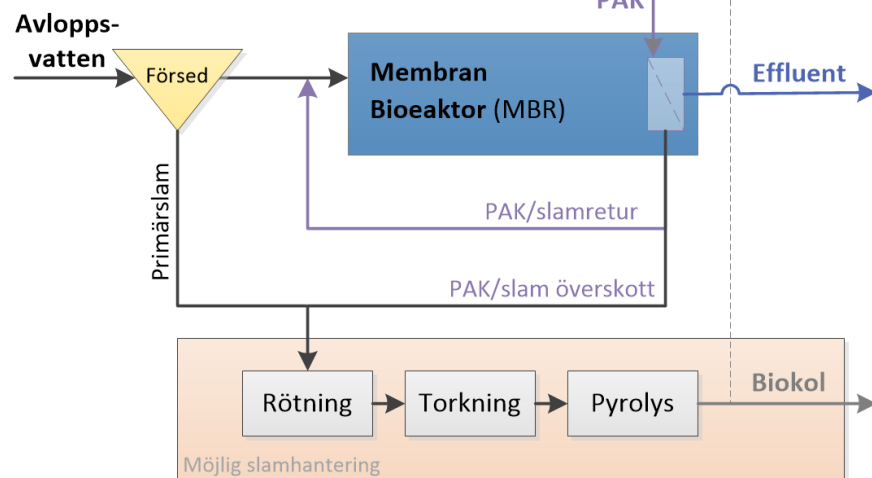 PAK
Avlopps-
vatten
Försed
Membran
Bioeaktor (MBR)
Effluent
Primärslam
PAK/slamretur
PAK/slam överskott
Rötning
Torkning
Pyrolys
Biokol
Möjlig slamhantering